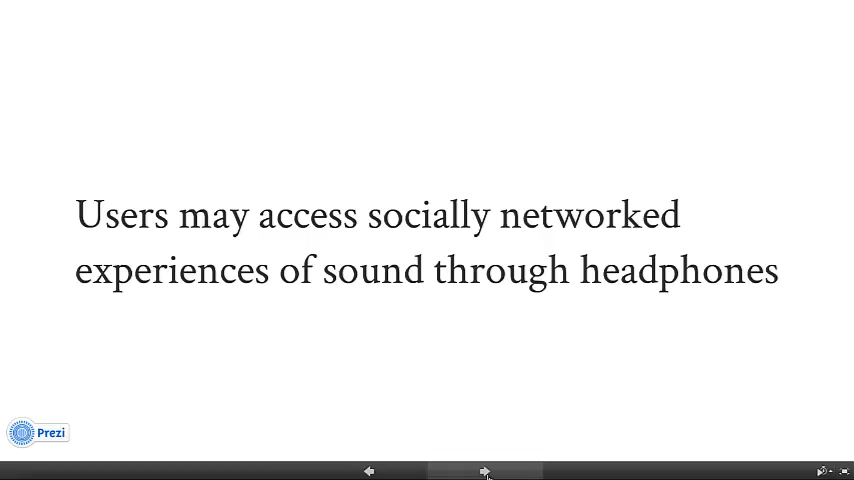 Users may access socially networked
experiences of sound through headphones
Prezi